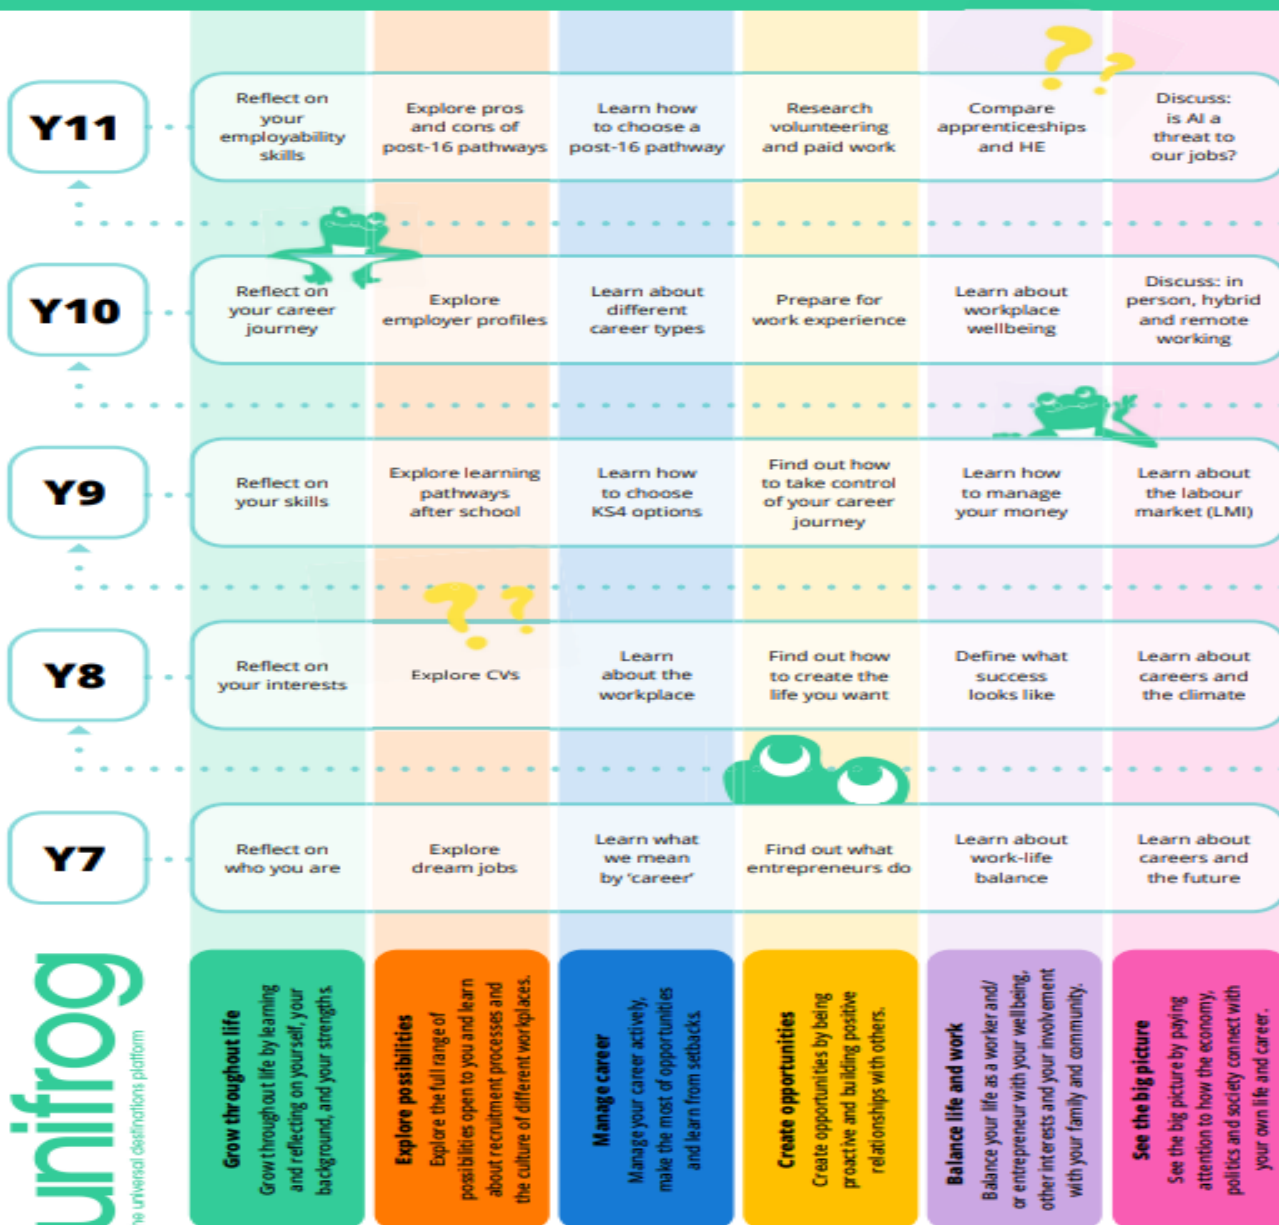 Y11
Reflect on
your
employability
skills
Explore pros
and cons of
post-16 pathways
Learn how
to choose a
post-16 pathway
Research
volunteering
and paid work
Compare
apprenticeships
and HE
Discuss:
is AI a
threat to
our jobs?
Y10
Reflect on
your career
journey
Explore
employer profiles
Learn about
different
career types
Prepare for
work experience
Learn about
workplace
wellbeing
Discuss: in
person, hybrid
and remote
working
Y9
Reflect on
your skills
Explore learning
pathways
after school
Learn how
to choose
KS4 options
Find out how
to take control
of your career
journey
Learn how
to manage
your money
Learn about
the labour
market (LMI)
Y8
Reflect on
your interests
Explore CVs
Learn
about the
workplace
Find out how
to create the
life you want
Define what
success
looks like
Learn about
careers and
the climate
Y7
Reflect on
who you are
Explore
dream jobs
Learn what
we mean
by ‘career’
Find out what
entrepreneurs do
Learn about
work-life
balance
Learn about
careers and
the future
unifrog
he universal destinations platform
Grow throughout life
Grow throughout life by learning
and reflecting on yourself, your
background, and your strengths.
Explore possibilities
Explore the full range of
possibilities open to you and learn
about recruitment processes and
the culture of different workplaces.
Manage career
Manage your career actively,
make the most of opportunities
and learn from setbacks.
Create opportunities
Create opportunities by being
proactive and building positive
relationships with others.
Balance life and work
Balance your life as a worker and/
or entrepreneur with your wellbeing,
other interests and your involvement
with your family and community.
See the big picture
See the big picture by paying
attention to how the economy,
politics and society connect with
your own life and career.